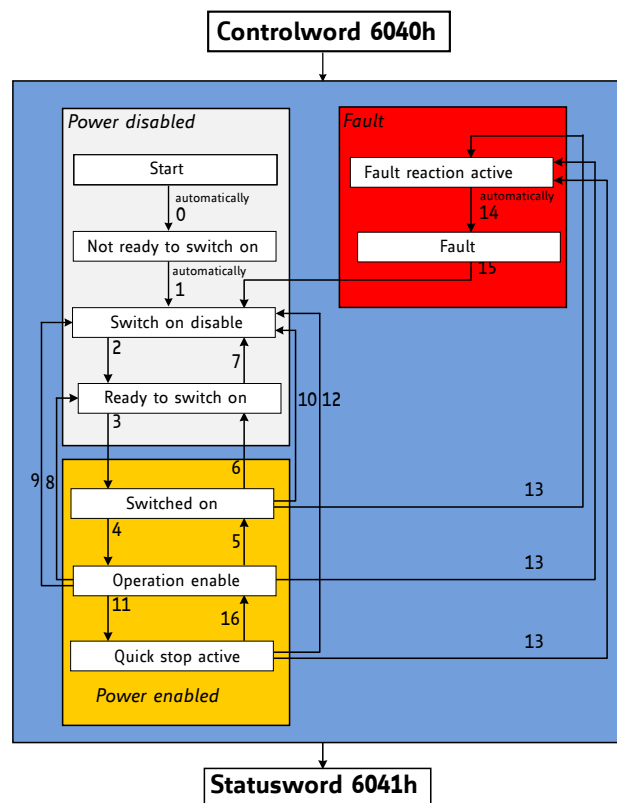 Controlword 6040h
Power disabled
Start
automatically
0
Not ready to switch on
automatically
1
Switch on disable
2
7
Ready to switch on
3
6
Fault
Fault reaction active
automatically
14
Fault
15
10
12
9
8
Switched on
4
5
Operation enable
11
16
Quick stop active
Power enabled
13
13
13
Statusword 6041h